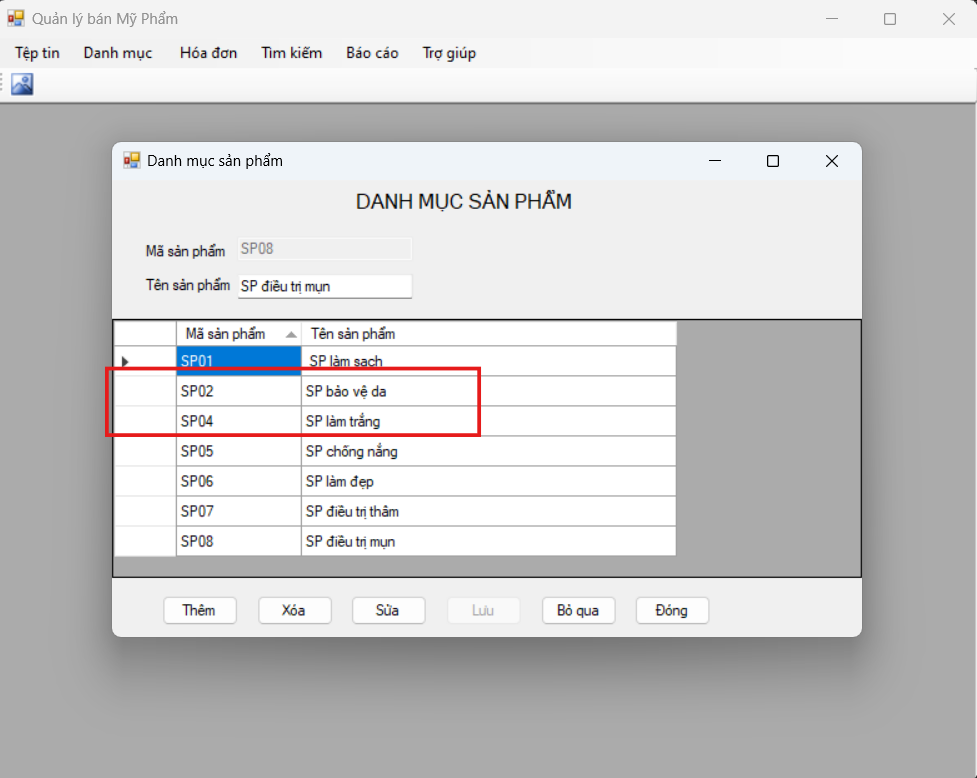 Quản lý bán Mỹ Phẩm
Tệp tin Danh mục Hóa đơn Tìm kiếm Báo cáo Trợ giúp
Danh mục sản phẩm
DANH MỤC SẢN PHẨM
Mã sản phẩm SP08
Tên sản phẩm SP điều trị mụn
Mã sản phẩm Tên sản phẩm
SP01 SP làm sạch
SP02 SP bảo vệ da
SP04 SP làm trắng
SP05 SP chống nắng
SP06 SP làm đẹp
SP07 SP điều trị thâm
SP08 SP điều trị mụn
Thêm Xóa Sửa Lưu Bỏ qua Đóng